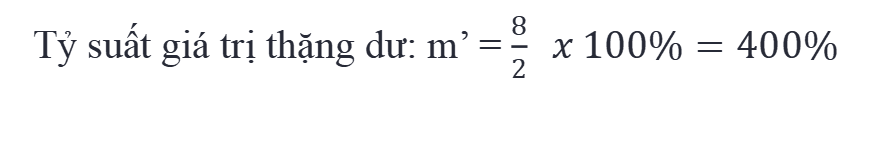 Tỷ suất giá trị thặng dư: m’ = 8/2 x 100% = 400%